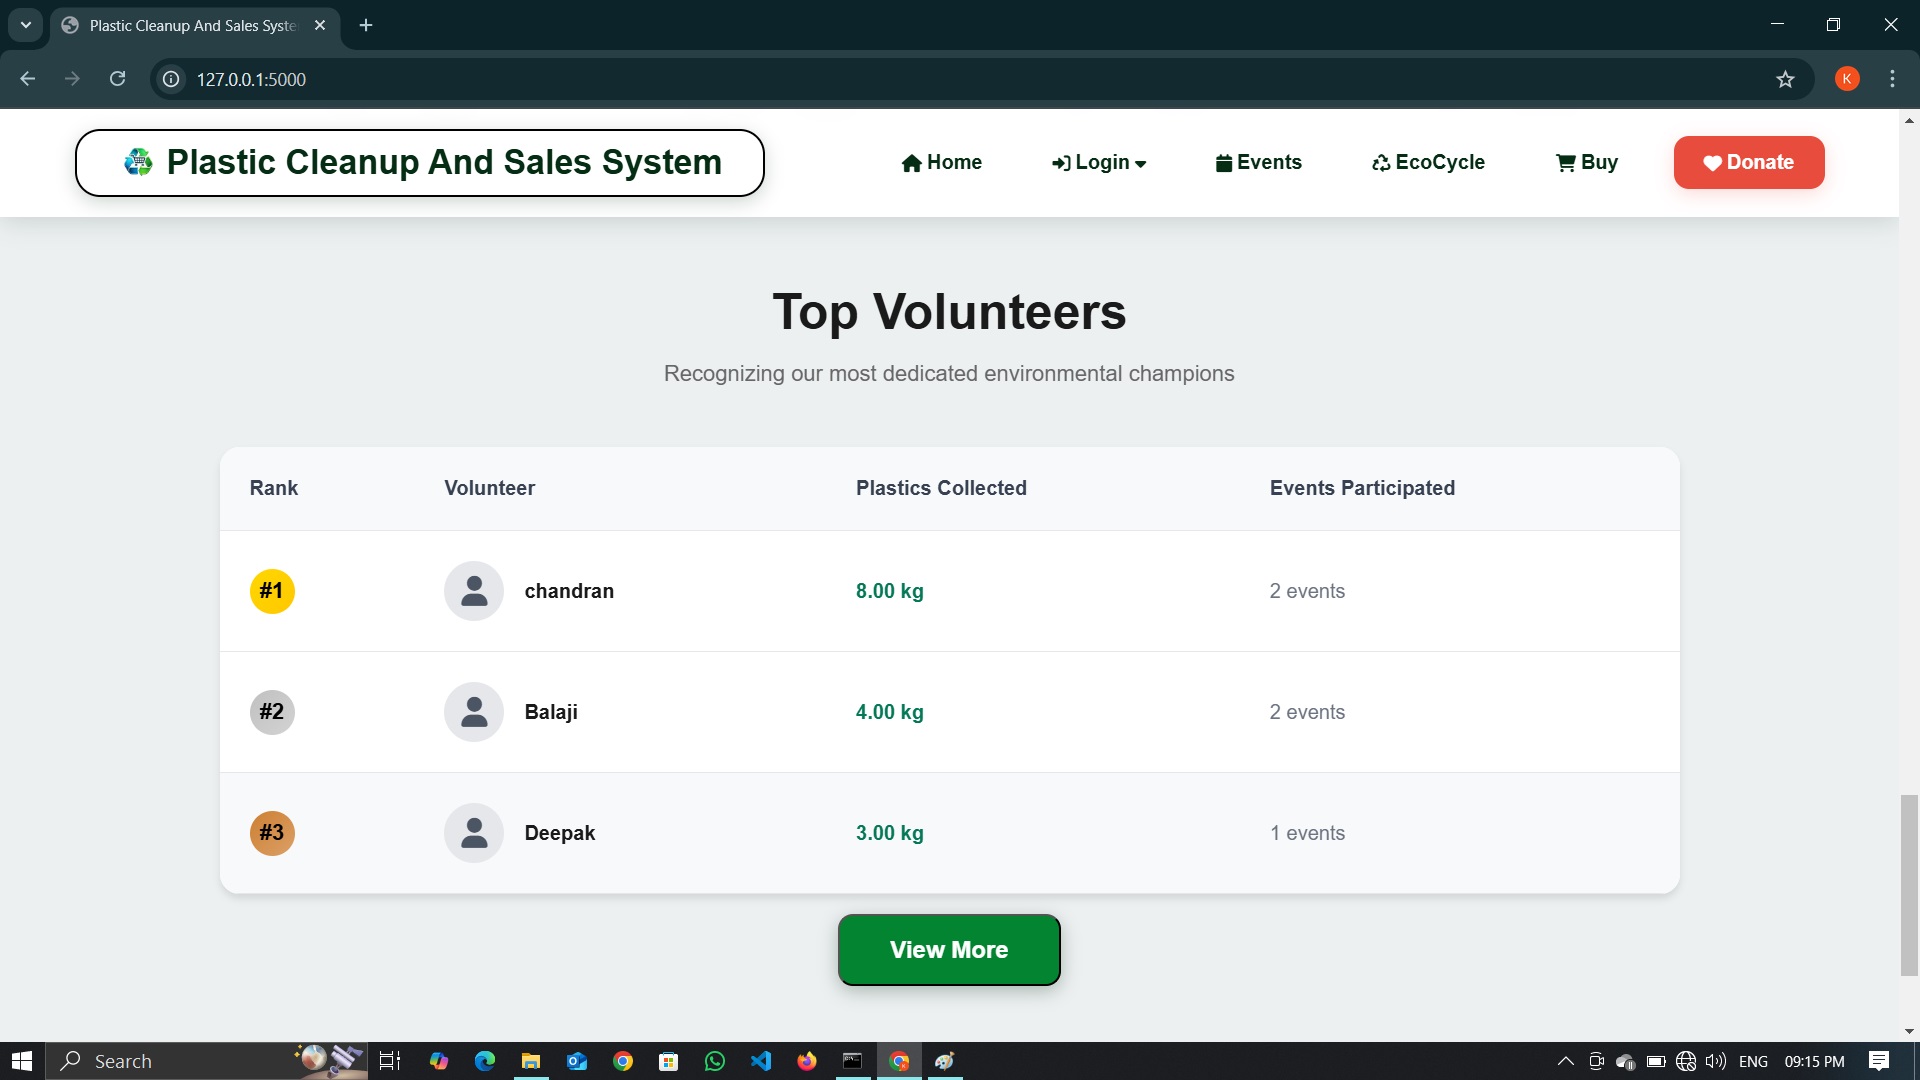 Plastic Cleanup And Sales Syste
127.0.0.1:5000
K
Plastic Cleanup And Sales System
Home
Login
Events
EcoCycle
Buy
Donate
Top Volunteers
Recognizing our most dedicated environmental champions
Rank Volunteer Plastics Collected Events Participated
#1 chandran 8.00 kg 2 events
#2 Balaji 4.00 kg 2 events
#3 Deepak 3.00 kg 1 events
View More
Search
ENG 09:15 PM